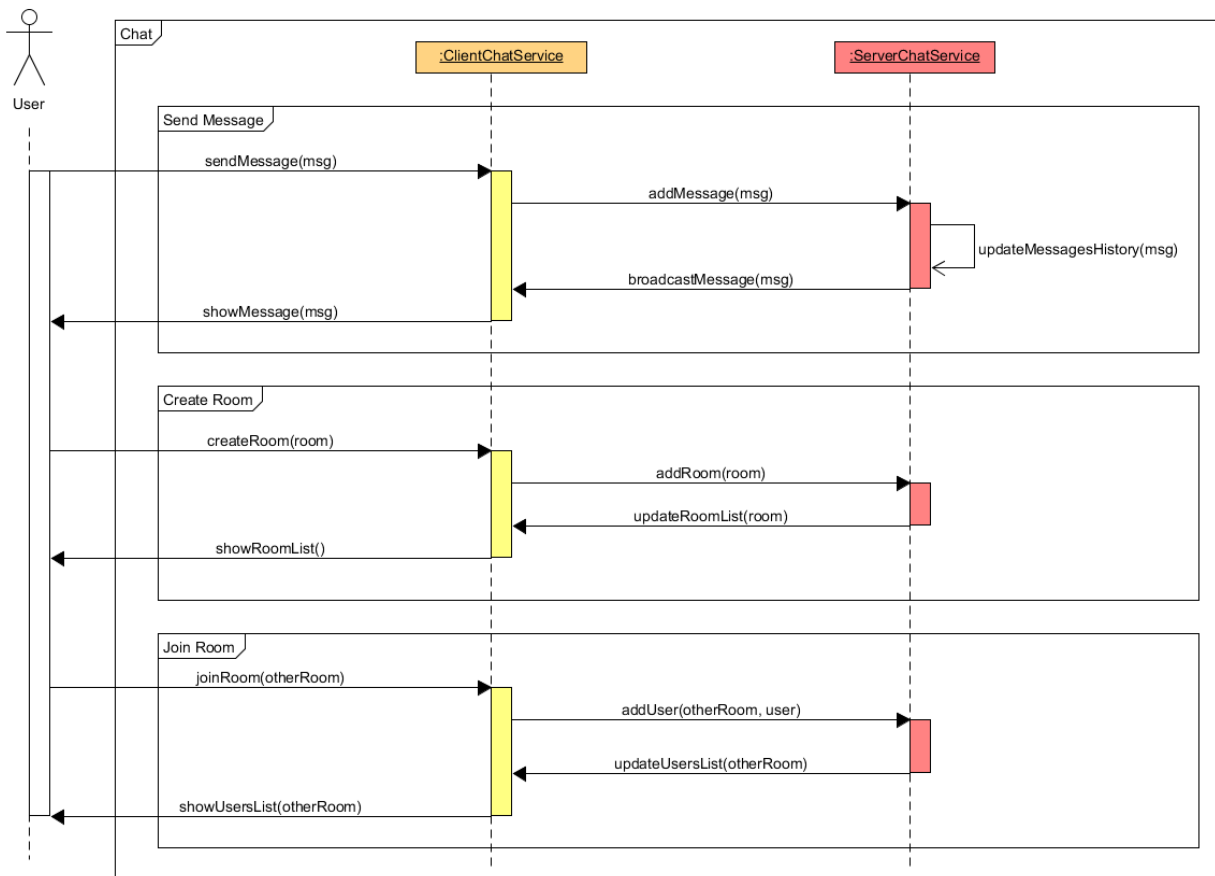 Chat
:ClientChatService
:ServerChatService
User
Send Message
sendMessage(msg)
addMessage(msg)
updateMessagesHistory(msg)
broadcastMessage(msg)
showMessage(msg)
Create Room
createRoom(room)
addRoom(room)
updateRoomList(room)
showRoomList()
Join Room
joinRoom(otherRoom)
addUser(otherRoom, user)
updateUsersList(otherRoom)
showUsersList(otherRoom)